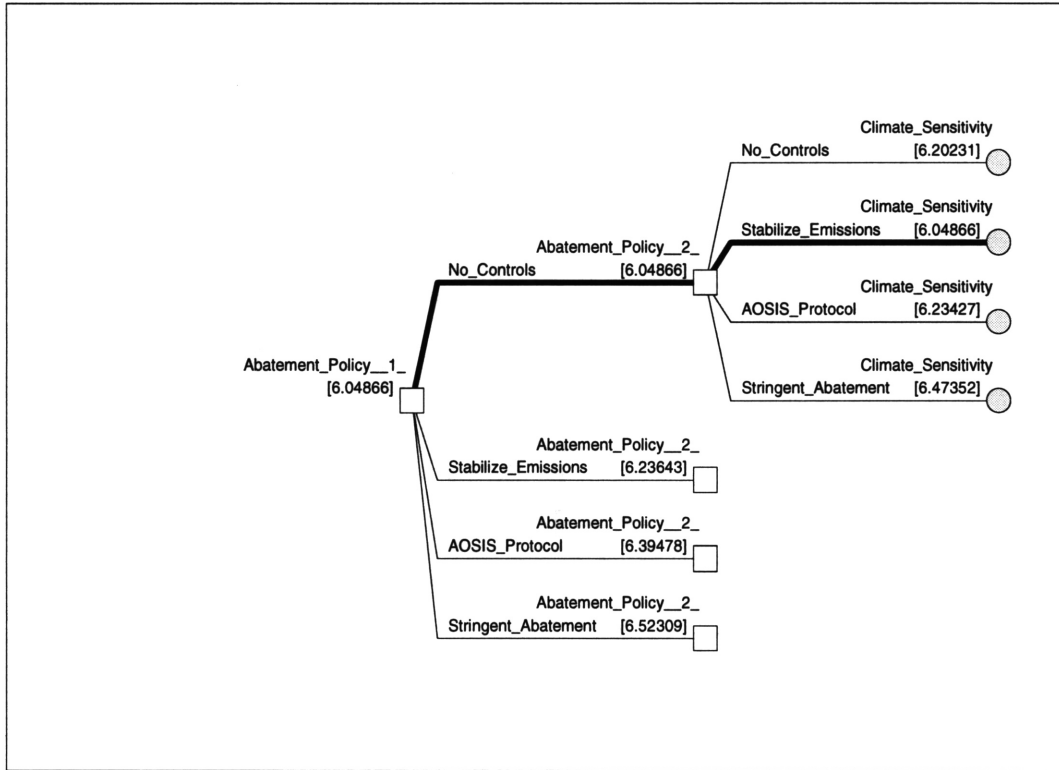 Climate_Sensitivity
No_Controls [6.20231]
Climate_Sensitivity
Stabilize_Emissions [6.04866]
Abatement_Policy__2_
No_Controls [6.04866]
Climate_Sensitivity
AOSIS_Protocol [6.23427]
Abatement_Policy__1_
[6.04866]
Climate_Sensitivity
Stringent_Abatement [6.47352]
Abatement_Policy__2_
Stabilize_Emissions [6.23643]
Abatement_Policy__2_
AOSIS_Protocol [6.39478]
Abatement_Policy__2_
Stringent_Abatement [6.52309]